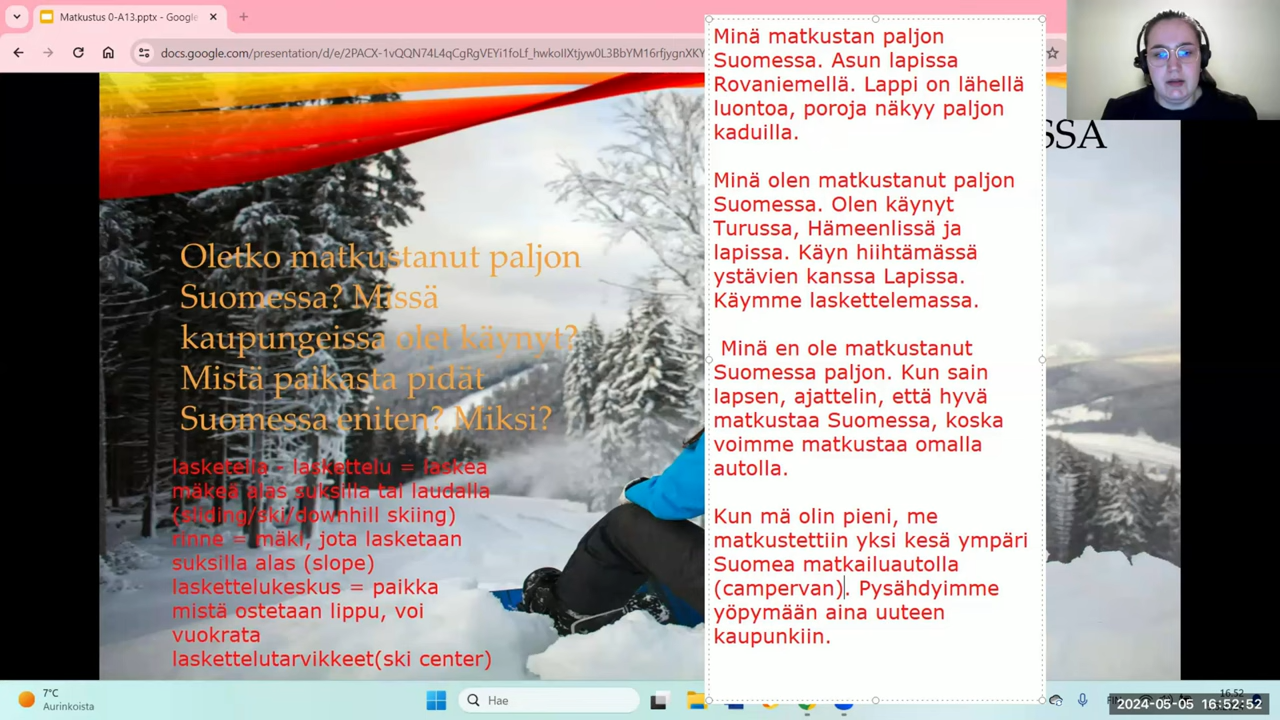 Matkustus 0-A13.pptx - Google
docs.google.com/presentation/d/e/2PACX-1vQQN74L4qCgRqVEYi1foLf_hwkoIIXtjyw0L3BbYM16rfjygnXKY
SSA
Oletko matkustanut paljon
Suomessa? Missä
kaupungeissa olet käynyt?
Mistä paikasta pidät
Suomessa eniten? Miksi?
lasketella - laskettelu = laskea
mäkeä alas suksilla tai laudalla
(sliding/ski/downhill skiing)
rinne = mäki, jota lasketaan
suksilla alas (slope)
laskettelukeskus = paikka
mistä ostetaan lippu, voi
vuokrata
laskettelutarvikkeet(ski center)
Minä matkustan paljon
Suomessa. Asun lapissa
Rovaniemellä. Lappi on lähellä
luontoa, poroja näkyy paljon
kaduilla.
Minä olen matkustanut paljon
Suomessa. Olen käynyt
Turussa, Hämeenlissä ja
lapissa. Käyn hiihtämässä
ystävien kanssa Lapissa.
Käymme laskettelemassa.
Minä en ole matkustanut
Suomessa paljon. Kun sain
lapsen, ajattelin, että hyvä
matkustaa Suomessa, koska
voimme matkustaa omalla
autolla.
Kun mä olin pieni, me
matkustettiin yksi kesä ympäri
Suomea matkailuautolla
(campervan). Pysähdyimme
yöpymään aina uuteen
kaupunkiin.
7°C
Aurinkoista
Hae
16.52
2024-05-05 16:52:52